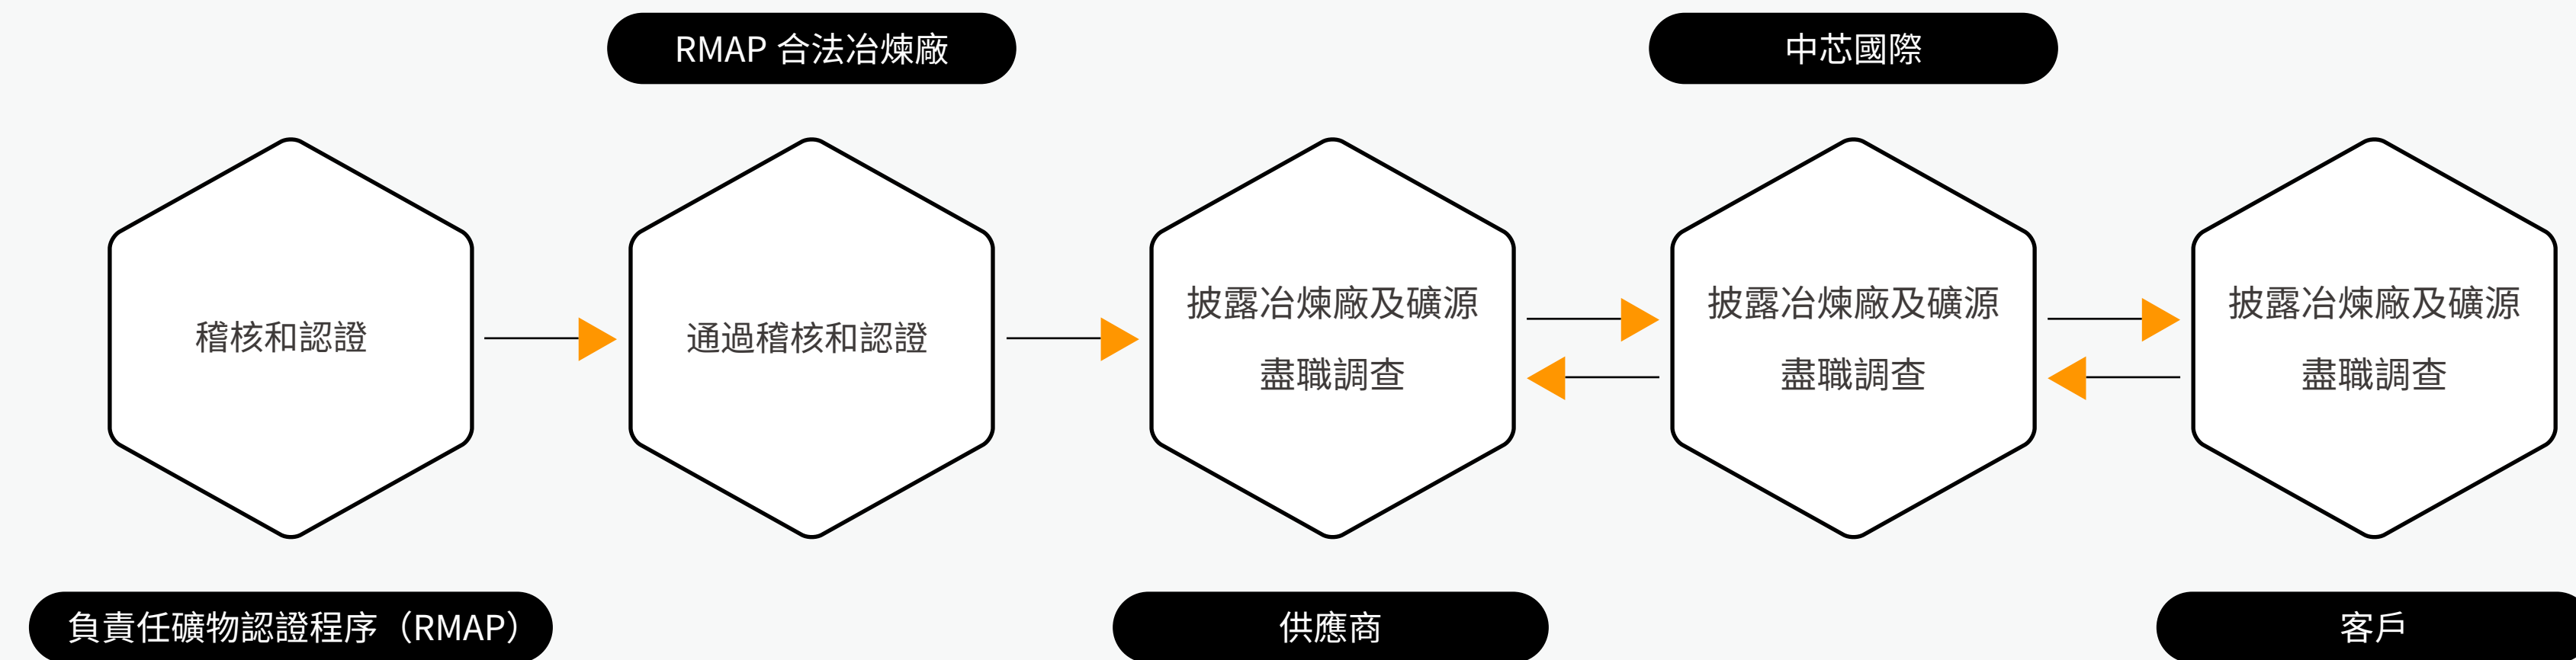 RMAP 合法冶煉廠
中芯國際
稽核和認證
通過稽核和認證
披露冶煉廠及礦源
盡職調查
披露冶煉廠及礦源
盡職調查
披露冶煉廠及礦源
盡職調查
負責任礦物認證程序（RMAP）
供應商
客戶